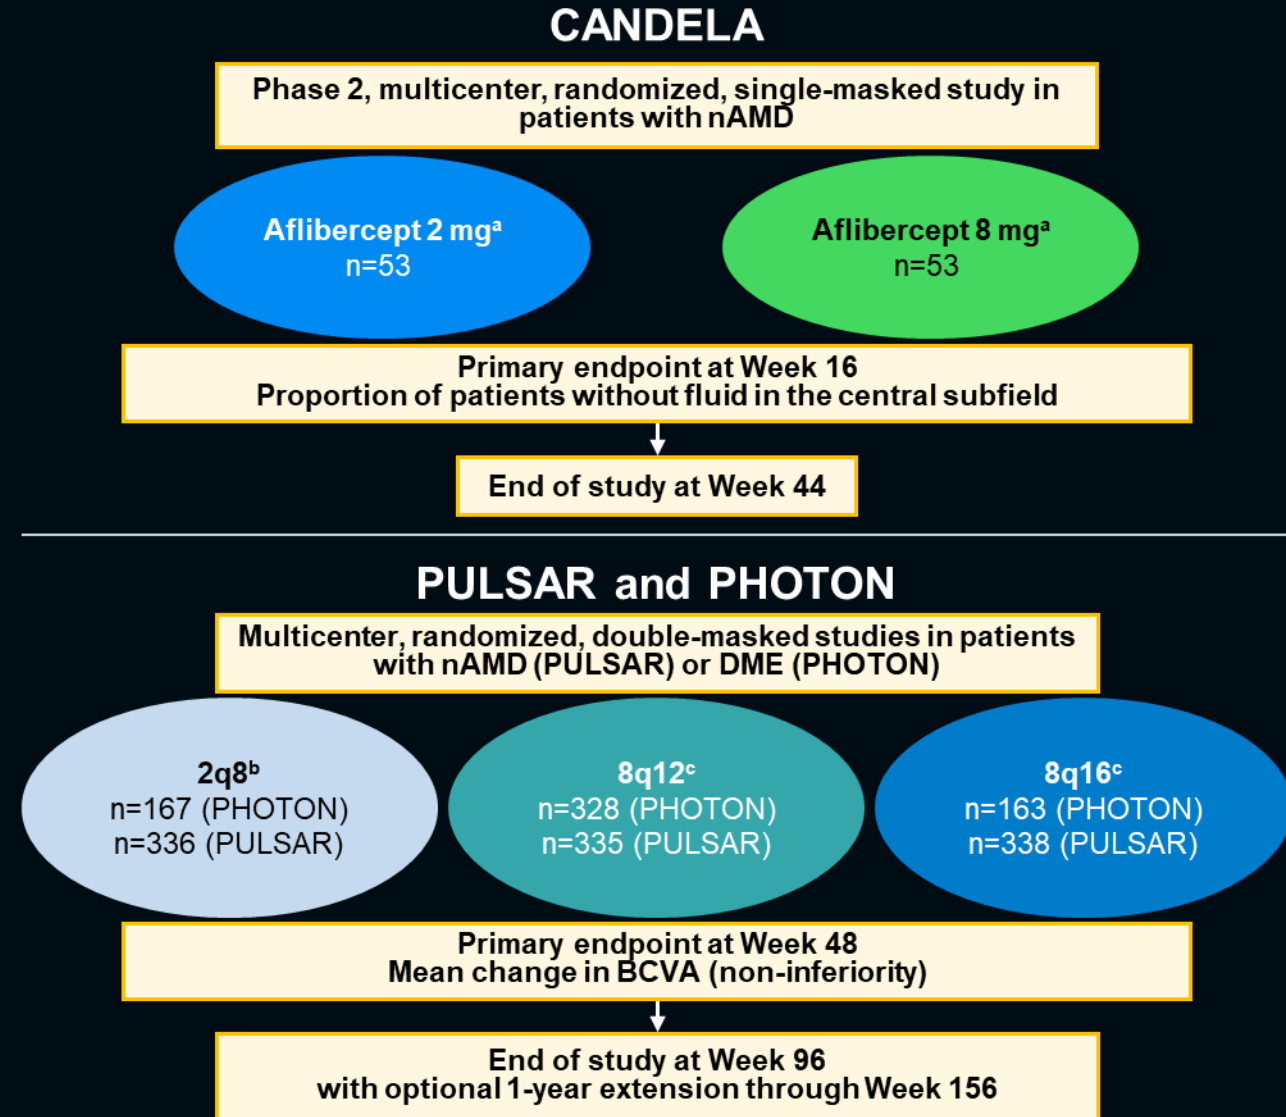 CANDELA
Phase 2, multicenter, randomized, single-masked study in
patients with nAMD
Aflibercept 2 mgᵃ
n=53
Aflibercept 8 mgᵃ
n=53
Primary endpoint at Week 16
Proportion of patients without fluid in the central subfield
End of study at Week 44
PULSAR and PHOTON
Multicenter, randomized, double-masked studies in patients
with nAMD (PULSAR) or DME (PHOTON)
2q8ᵇ
n=167 (PHOTON)
n=336 (PULSAR)
8q12ᶜ
n=328 (PHOTON)
n=335 (PULSAR)
8q16ᶜ
n=163 (PHOTON)
n=338 (PULSAR)
Primary endpoint at Week 48
Mean change in BCVA (non-inferiority)
End of study at Week 96
with optional 1-year extension through Week 156